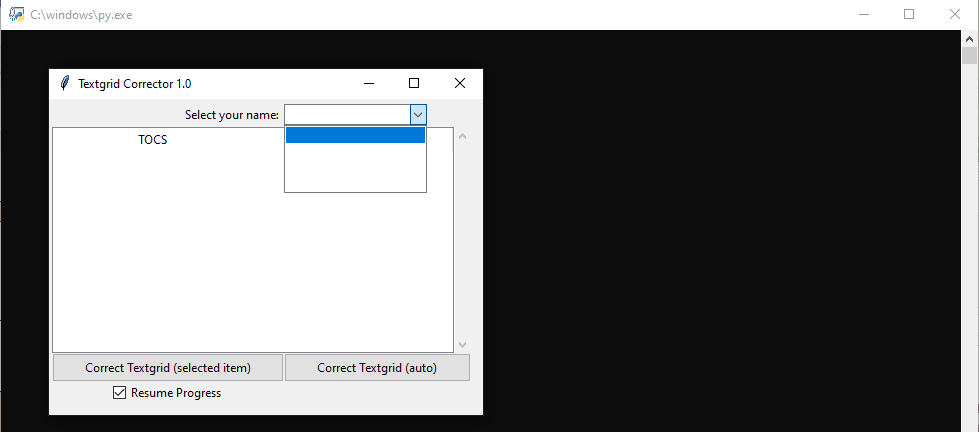 C:\windows\py.exe
Textgrid Corrector 1.0
Select your name:
TOCS
Correct Textgrid (selected item)
Correct Textgrid (auto)
Resume Progress